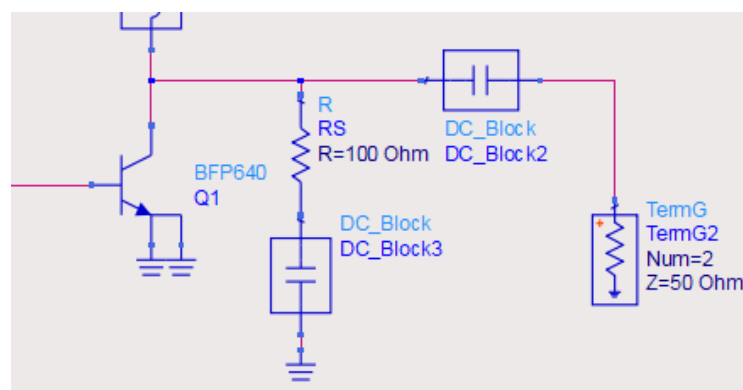 R
RS
R=100 Ohm
DC_Block
DC_Block2
BFP640
Q1
DC_Block
DC_Block3
TermG
TermG2
Num=2
Z=50 Ohm
+